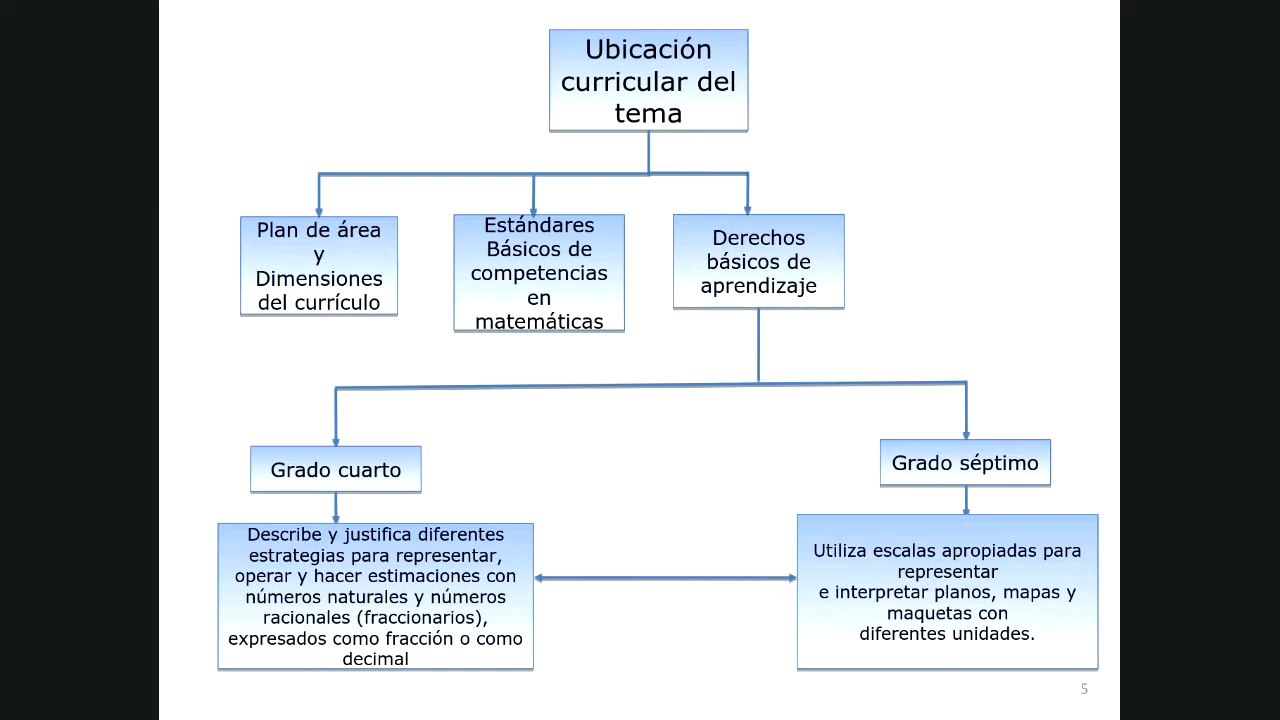 Ubicación
curricular del
tema
Plan de área
y
Dimensiones
del currículo
Estándares
Básicos de
competencias
en
matemáticas
Derechos
básicos de
aprendizaje
Grado cuarto
Grado séptimo
Describe y justifica diferentes
estrategias para representar,
operar y hacer estimaciones con
números naturales y números
racionales (fraccionarios),
expresados como fracción o como
decimal
Utiliza escalas apropiadas para
representar
e interpretar planos, mapas y
maquetas con
diferentes unidades.
5